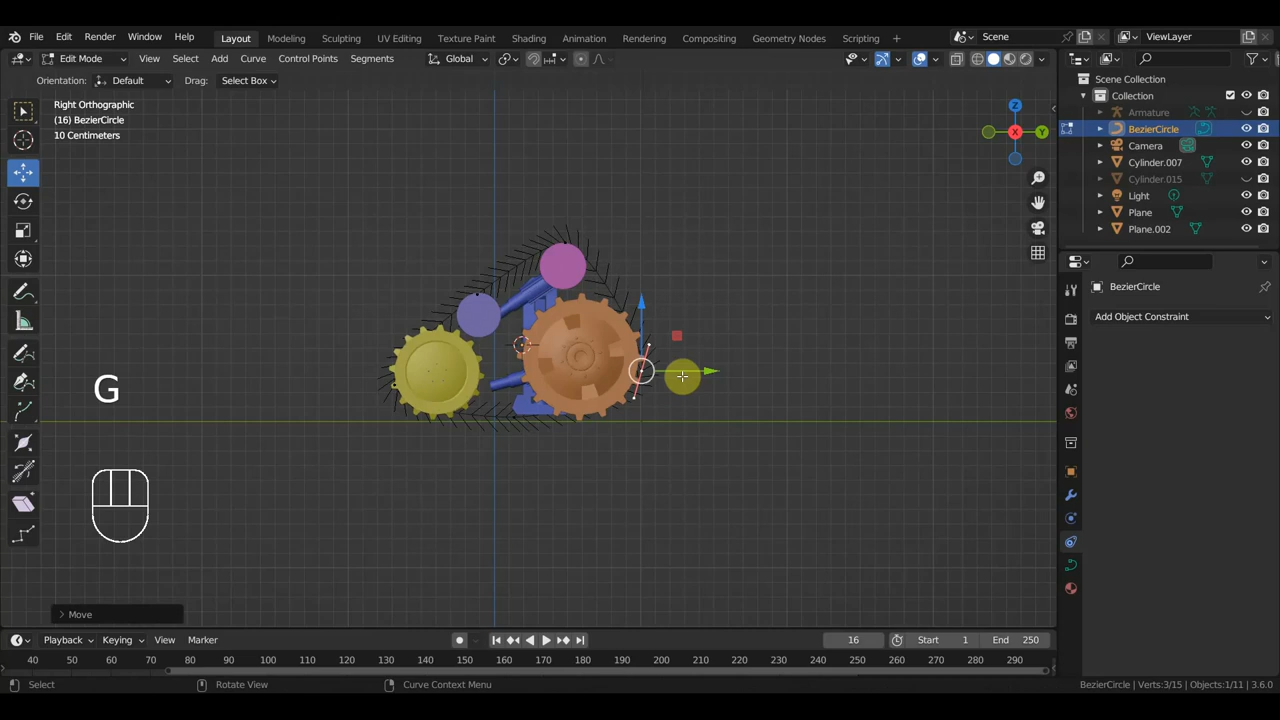 File Edit Render Window Help Layout Modeling Sculpting UV Editing Texture Paint Shading Animation Rendering Compositing Geometry Nodes Scripting + Scene ViewLayer
Edit Mode View Select Add Curve Control Points Segments Global
Orientation: Default Drag: Select Box
Right Orthographic
(16) BezierCircle
10 Centimeters
Z
Y
X
Scene Collection
Collection
Armature
BezierCircle
Camera
Cylinder.007
Cylinder.015
Light
Plane
Plane.002
BezierCircle
Add Object Constraint
G
> Move
Playback Keying View Marker 16 Start 1 End 250
40 50 60 70 80 90 100 110 120 130 140 150 160 170 180 190 200 210 220 230 240 250 260 270 280 290
Select Rotate View Curve Context Menu BezierCircle | Verts:3/15 | Objects:1/11 | 3.6.0